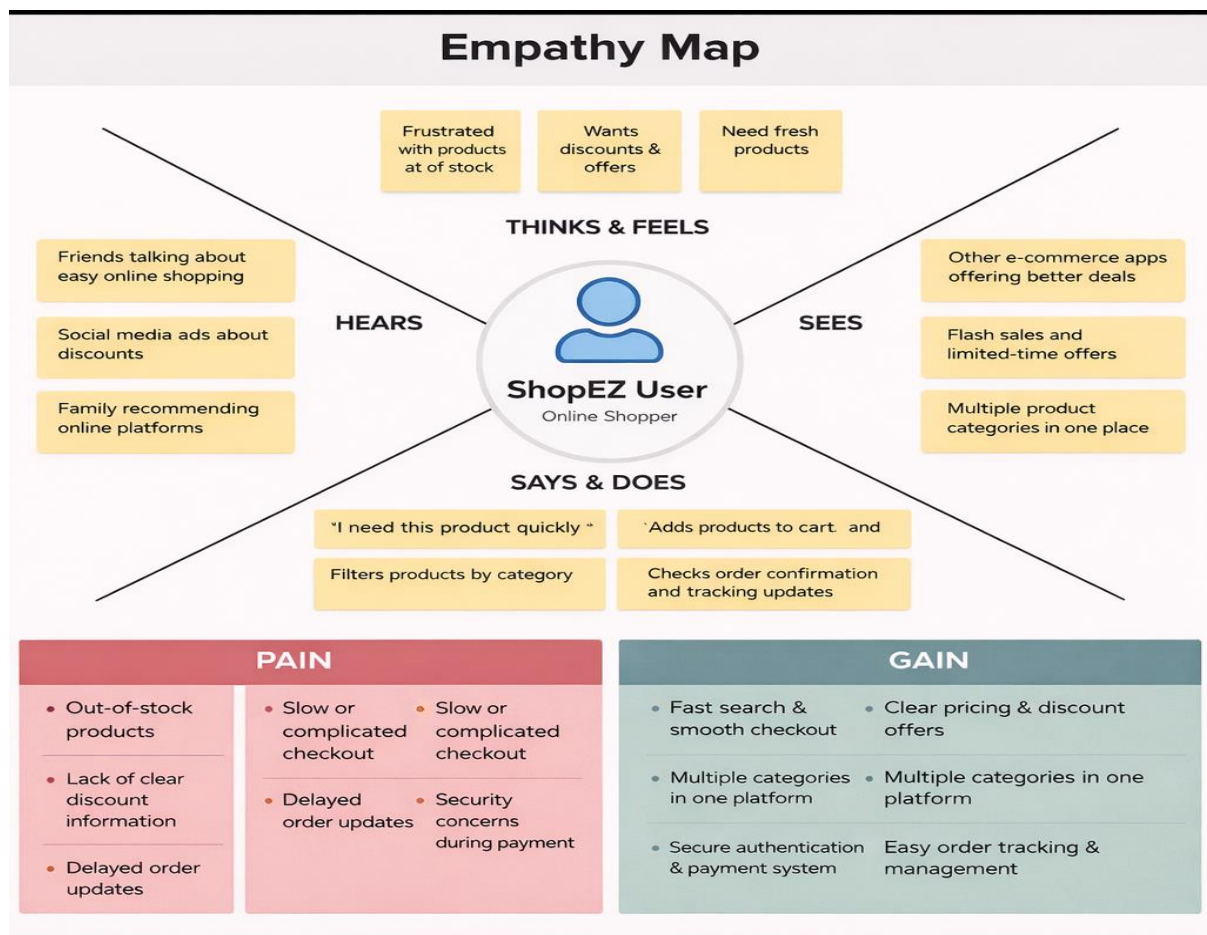 Empathy Map
Frustrated
with products
at of stock
Wants
discounts &
offers
Need fresh
products
THINKS & FEELS
Friends talking about
easy online shopping
Social media ads about
discounts
Family recommending
online platforms
HEARS
SEES
Other e-commerce apps
offering better deals
Flash sales and
limited-time offers
Multiple product
categories in one place
ShopEZ User
Online Shopper
SAYS & DOES
"I need this product quickly "
'Adds products to cart. and
Filters products by category
Checks order confirmation
and tracking updates
PAIN
• Out-of-stock
products
• Lack of clear
discount
information
• Delayed order
updates
• Slow or
complicated
checkout
• Delayed
order updates
• Slow or
complicated
checkout
• Security
concerns
during payment
GAIN
• Fast search &
smooth checkout
• Multiple categories
in one platform
• Secure authentication
& payment system
• Clear pricing & discount
offers
• Multiple categories in one
platform
Easy order tracking &
management